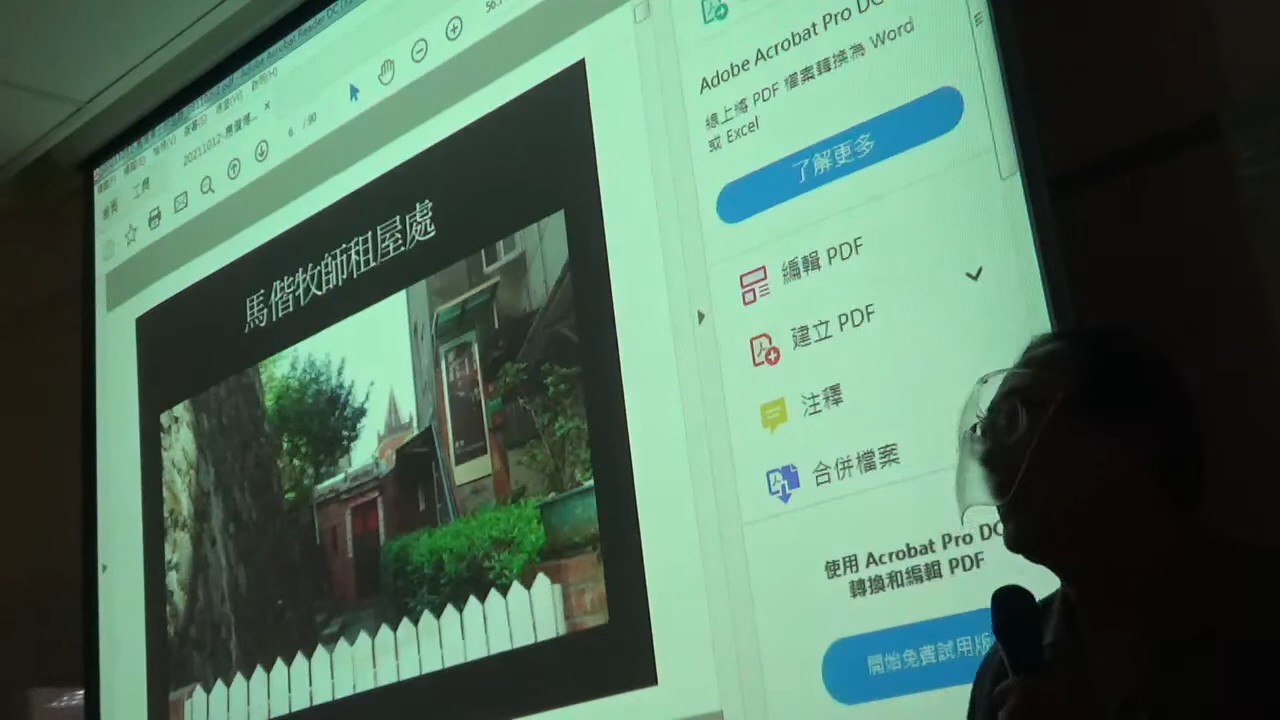 工具
6 / 90
馬偕牧師租屋處
Adobe Acrobat Pro DC
線上將 PDF 檔案轉換為 Word
或 Excel
了解更多
編輯 PDF
建立 PDF
注釋
合併檔案
使用 Acrobat Pro DC
轉換和編輯 PDF
開始免費試用版